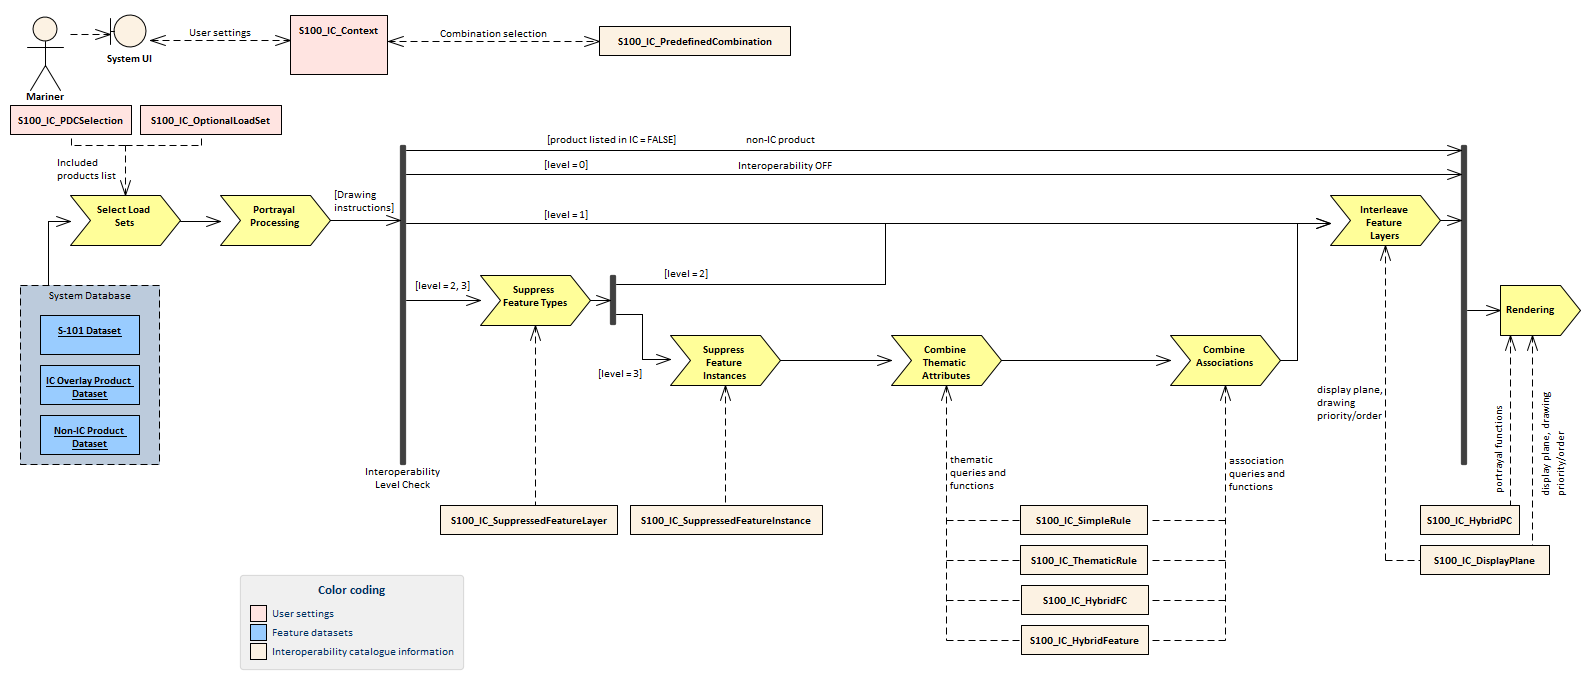 S100_IC_Context
User settings
Combination selection
S100_IC_PredefinedCombination
System UI
Mariner
S100_IC_PDCSelection
S100_IC_OptionalLoadSet
[product listed in IC = FALSE]
non-IC product
Included
products list
[level = 0]
Interoperability OFF
[Drawing
instructions]
Select Load
Sets
Portrayal
Processing
[level = 1]
Interleave
Feature
Layers
System Database
S-101 Dataset
IC Overlay Product
Dataset
Non-IC Product
Dataset
[level = 2, 3]
Suppress
Feature Types
[level = 2]
[level = 3]
Suppress
Feature
Instances
Combine
Thematic
Attributes
Combine
Associations
Rendering
display plane,
drawing
priority/order
portrayal functions
display plane, drawing
priority/order
Interoperability
Level Check
thematic
queries and
functions
association
queries and
functions
S100_IC_SuppressedFeatureLayer
S100_IC_SuppressedFeatureInstance
S100_IC_SimpleRule
S100_IC_ThematicRule
S100_IC_HybridFC
S100_IC_HybridFeature
S100_IC_HybridPC
S100_IC_DisplayPlane
Color coding
User settings
Feature datasets
Interoperability catalogue information